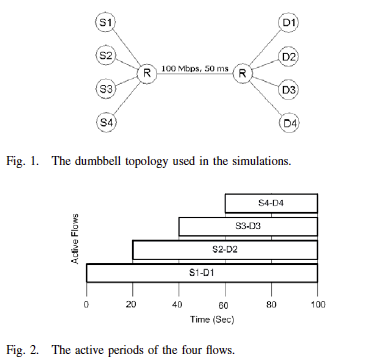 S1
D1
S2
D2
R
100 Mbps, 50 ms
R
S3
D3
S4
D4
Fig. 1. The dumbbell topology used in the simulations.
Active Flows
S4-D4
S3-D3
S2-D2
S1-D1
0 20 40 60 80 100
Time (Sec)
Fig. 2. The active periods of the four flows.